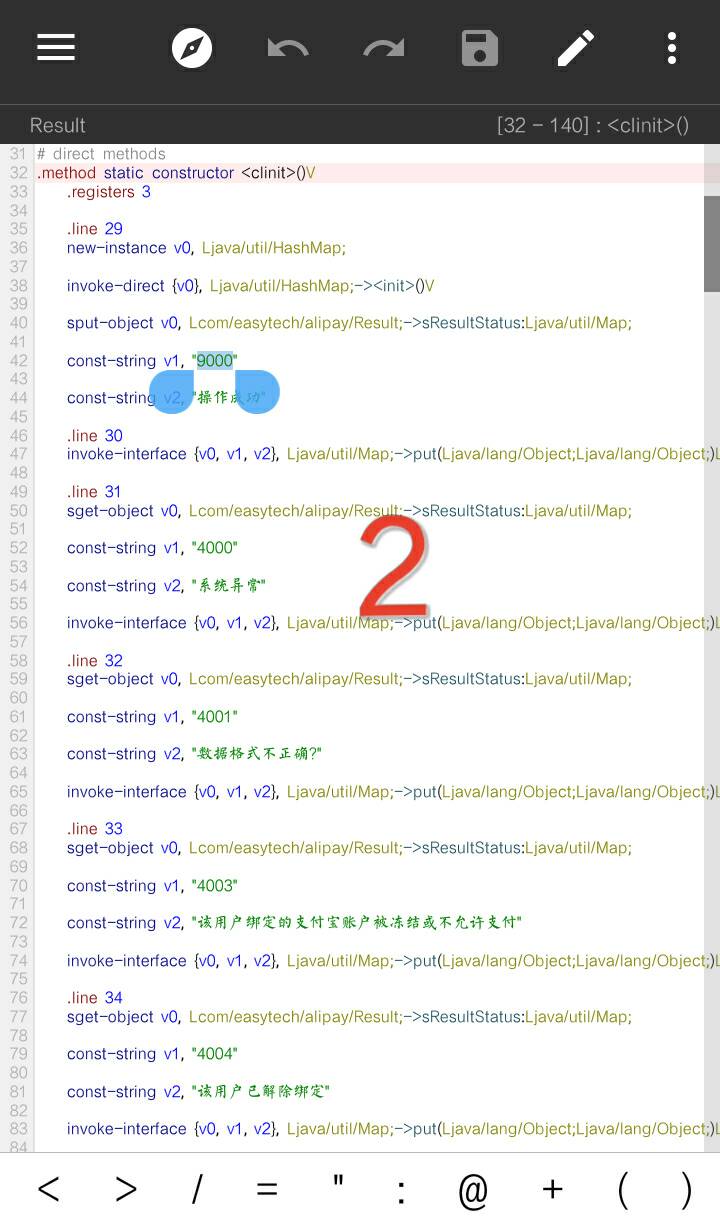 Result [32 - 140] : <clinit>()
31 # direct methods
32 .method static constructor <clinit>()V
33 .registers 3
34
35 .line 29
36 new-instance v0, Ljava/util/HashMap;
37
38 invoke-direct {v0}, Ljava/util/HashMap;-><init>()V
39
40 sput-object v0, Lcom/easytech/alipay/Result;->sResultStatus:Ljava/util/Map;
41
42 const-string v1, "9000"
43
44 const-string v2, "操作成功"
45
46 .line 30
47 invoke-interface {v0, v1, v2}, Ljava/util/Map;->put(Ljava/lang/Object;Ljava/lang/Object;)L
48
49 .line 31
50 sget-object v0, Lcom/easytech/alipay/Result;->sResultStatus:Ljava/util/Map;
51
52 const-string v1, "4000"
53
54 const-string v2, "系统异常"
55
56 invoke-interface {v0, v1, v2}, Ljava/util/Map;->put(Ljava/lang/Object;Ljava/lang/Object;)L
57
58 .line 32
59 sget-object v0, Lcom/easytech/alipay/Result;->sResultStatus:Ljava/util/Map;
60
61 const-string v1, "4001"
62
63 const-string v2, "数据格式不正确?"
64
65 invoke-interface {v0, v1, v2}, Ljava/util/Map;->put(Ljava/lang/Object;Ljava/lang/Object;)L
66
67 .line 33
68 sget-object v0, Lcom/easytech/alipay/Result;->sResultStatus:Ljava/util/Map;
69
70 const-string v1, "4003"
71
72 const-string v2, "该用户绑定的支付宝账户被冻结或不允许支付"
73
74 invoke-interface {v0, v1, v2}, Ljava/util/Map;->put(Ljava/lang/Object;Ljava/lang/Object;)L
75
76 .line 34
77 sget-object v0, Lcom/easytech/alipay/Result;->sResultStatus:Ljava/util/Map;
78
79 const-string v1, "4004"
80
81 const-string v2, "该用户已解除绑定"
82
83 invoke-interface {v0, v1, v2}, Ljava/util/Map;->put(Ljava/lang/Object;Ljava/lang/Object;)L
84
2
< > / = " : @ + ( )